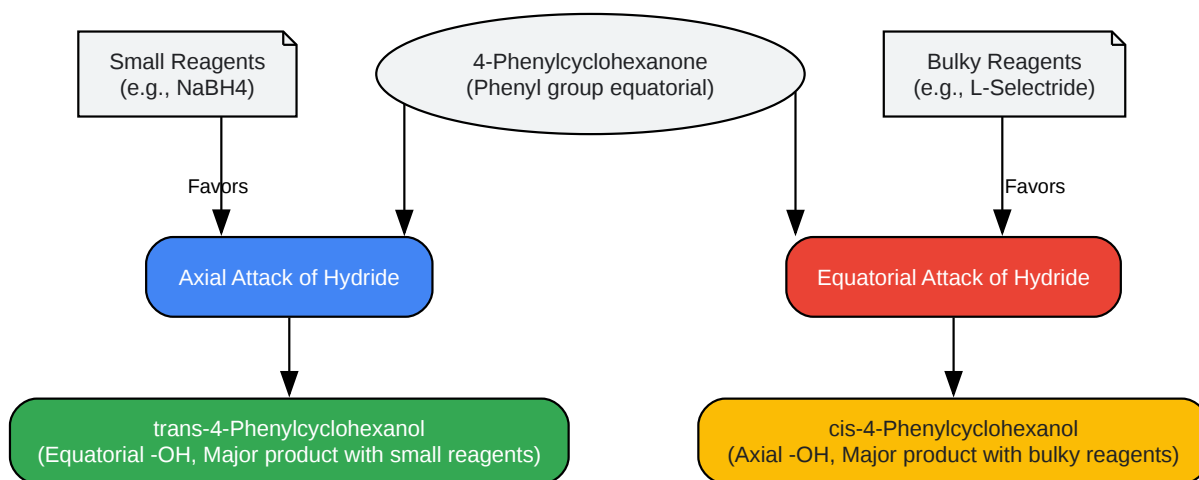 Small Reagents
(e.g., NaBH4)
4-Phenylcyclohexanone
(Phenyl group equatorial)
Bulky Reagents
(e.g., L-Selectride)
Favors
Favors
Axial Attack of Hydride
Equatorial Attack of Hydride
trans-4-Phenylcyclohexanol
(Equatorial -OH, Major product with small reagents)
cis-4-Phenylcyclohexanol
(Axial -OH, Major product with bulky reagents)